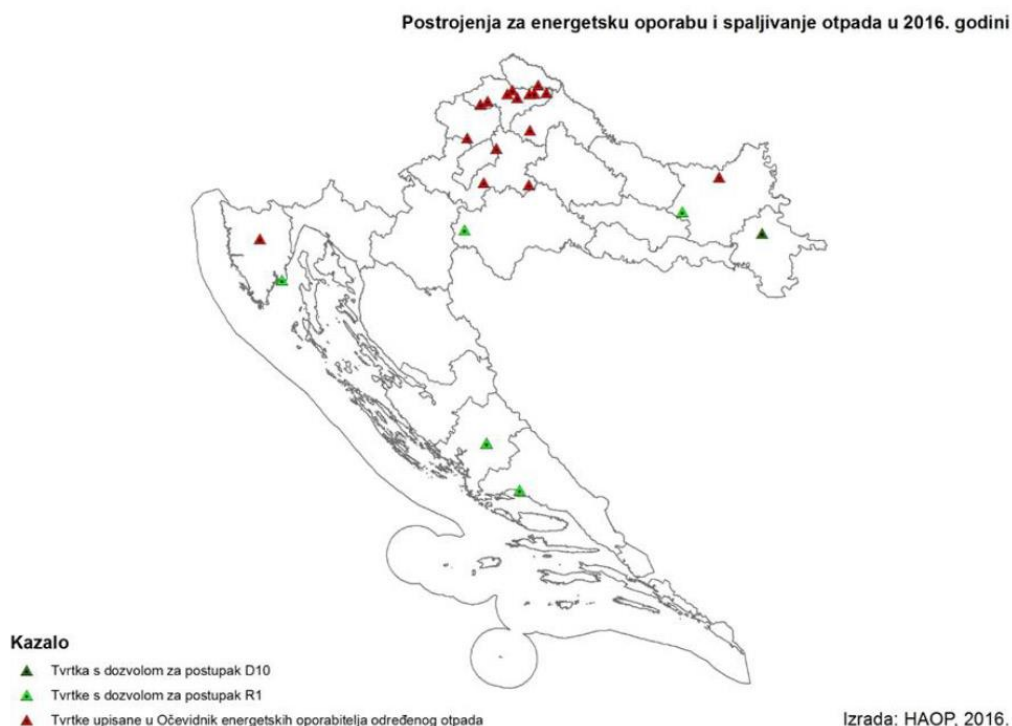 Postrojenja za energetsku oporabu i spaljivanje otpada u 2016. godini
Kazalo
Tvrtka s dozvolom za postupak D10
Tvrtke s dozvolom za postupak R1
Tvrtke upisane u Očevidnik energetskih oporabitelja određenog otpada
Izrada: HAOP, 2016.